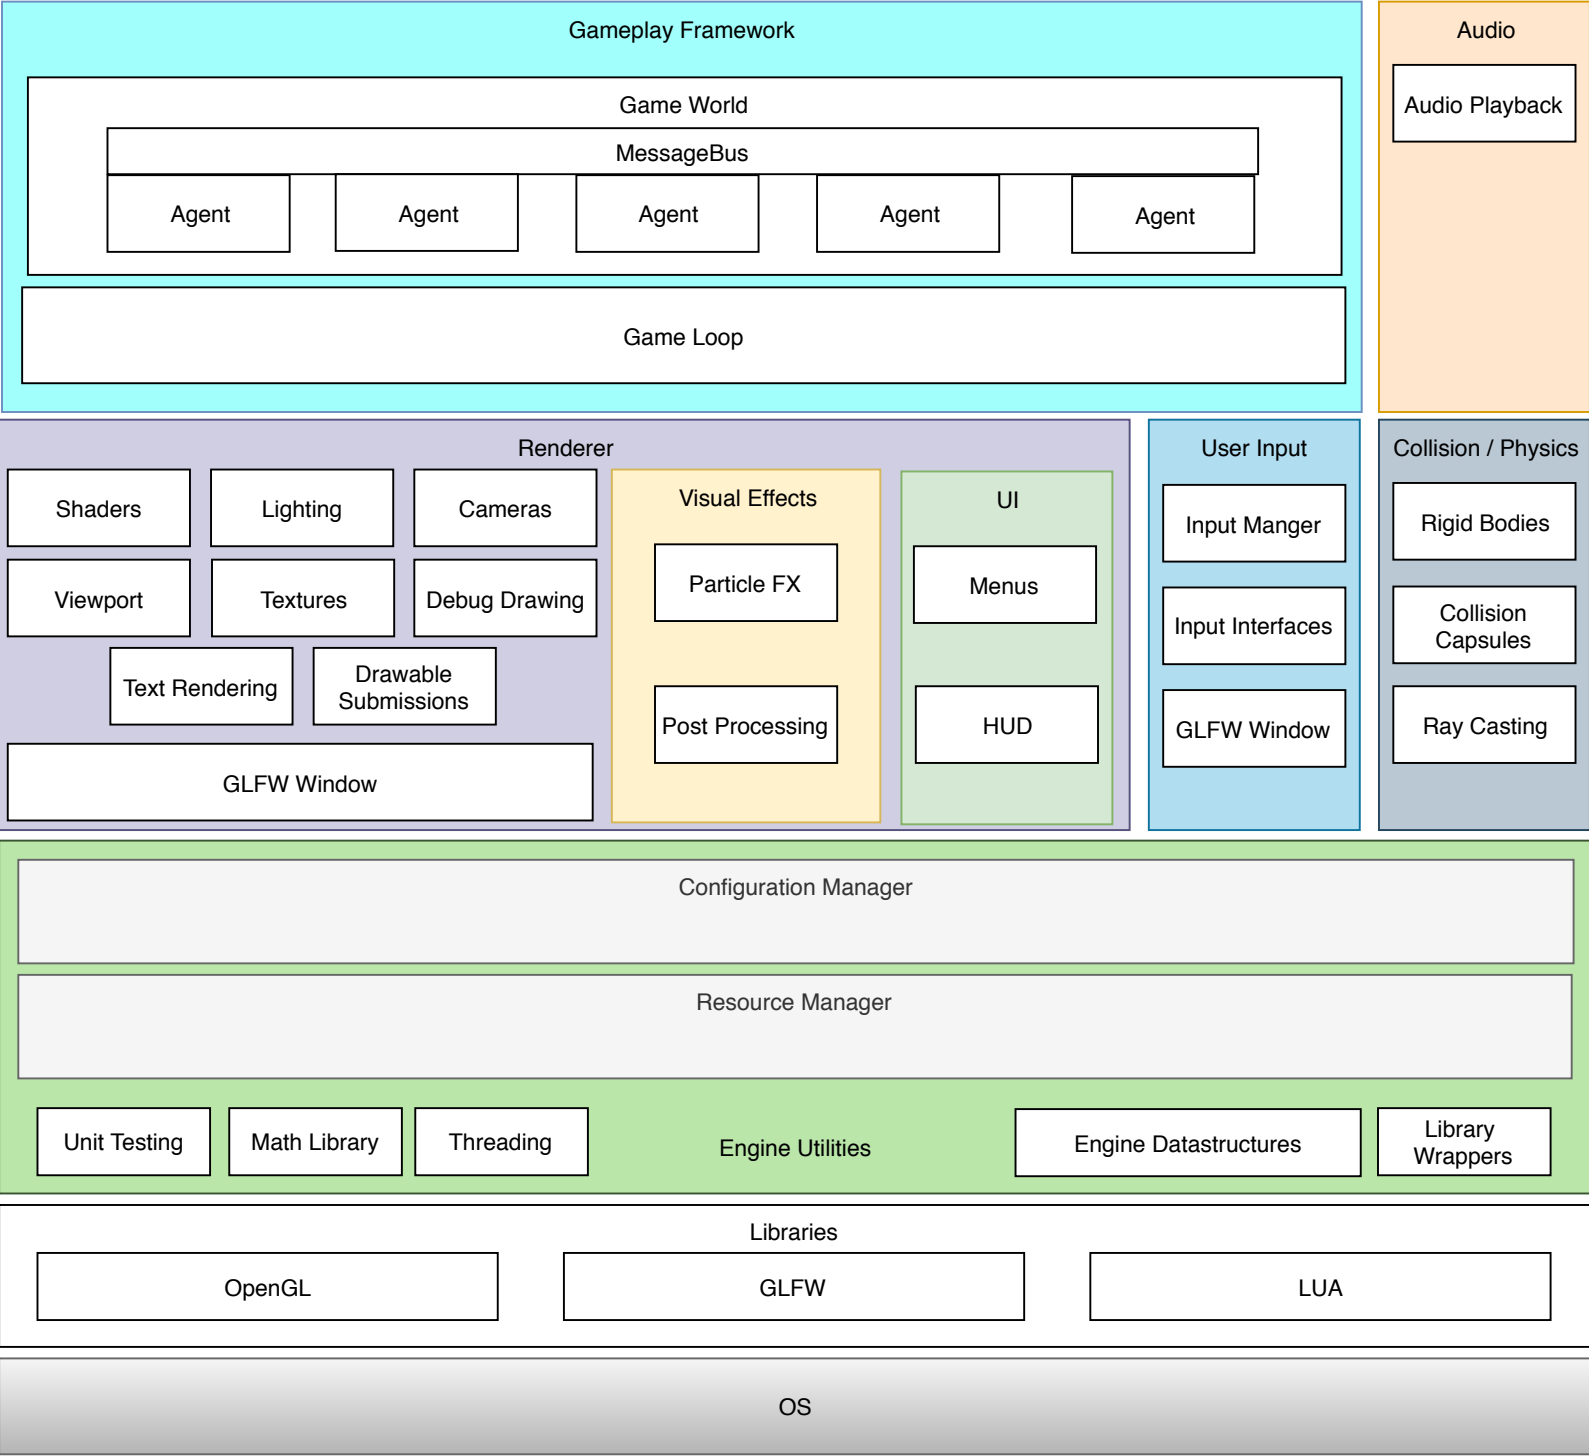 Gameplay Framework
Game World
MessageBus
Agent
Agent
Agent
Agent
Agent
Game Loop
Audio
Audio Playback
Renderer
Shaders
Lighting
Cameras
Viewport
Textures
Debug Drawing
Text Rendering
Drawable
Submissions
GLFW Window
Visual Effects
Particle FX
Post Processing
UI
Menus
HUD
User Input
Input Manger
Input Interfaces
GLFW Window
Collision / Physics
Rigid Bodies
Collision
Capsules
Ray Casting
Configuration Manager
Resource Manager
Unit Testing
Math Library
Threading
Engine Utilities
Engine Datastructures
Library
Wrappers
Libraries
OpenGL
GLFW
LUA
OS